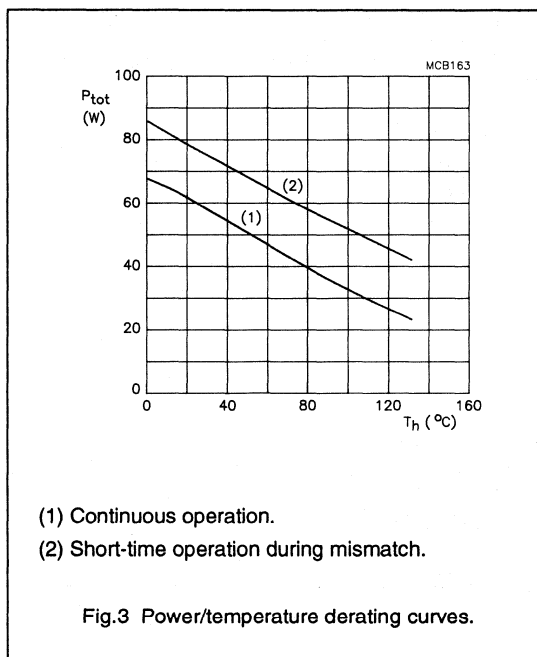 MCB163
100
Ptot
(W)
80
(2)
60
(1)
40
20
0
0 40 80 120 160
Th (°C)
(1) Continuous operation.
(2) Short-time operation during mismatch.
Fig.3 Power/temperature derating curves.